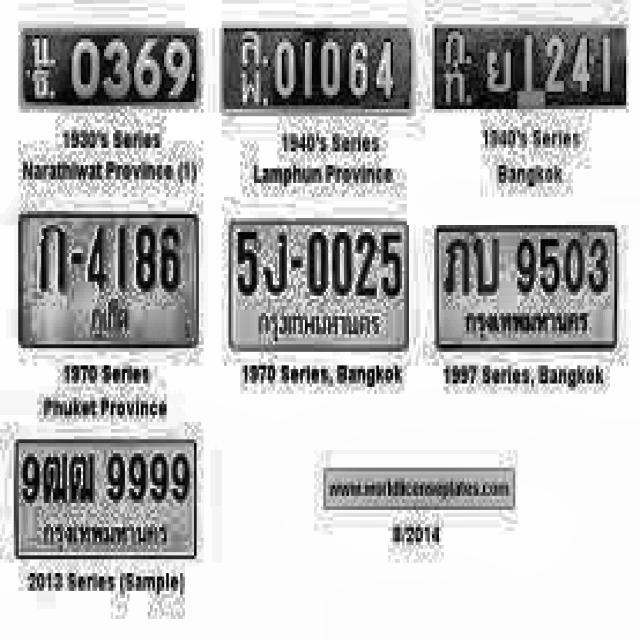 น.
ธ. 0369
ล.
พ. 01064
ก.
ท. ย 1241
1930's Series
Narathiwat Province (1)
1940's Series
Lamphun Province
1940's Series
Bangkok
ก-4186
ภูเก็ต
5ง-0025
กรุงเทพมหานคร
ภบ 9503
กรุงเทพมหานคร
1970 Series
Phuket Province
1970 Series, Bangkok
1997 Series, Bangkok
9999
กรุงเทพมหานคร
2013 Series (Sample)
www.worldlicenseplates.com
8/2014